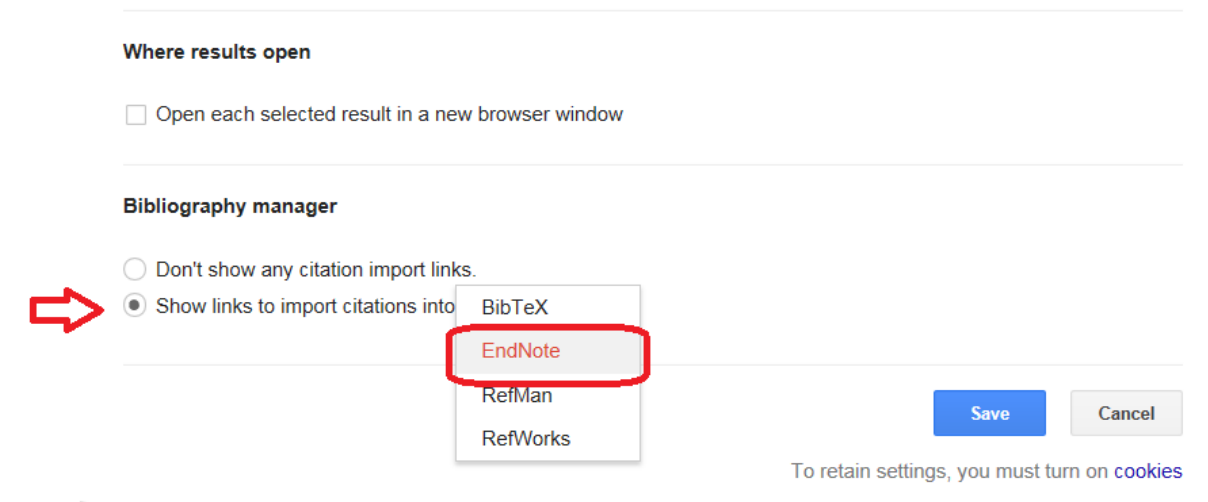 Where results open
Open each selected result in a new browser window
Bibliography manager
Don't show any citation import links.
Show links to import citations into
BibTeX
EndNote
RefMan
RefWorks
Save
Cancel
To retain settings, you must turn on cookies